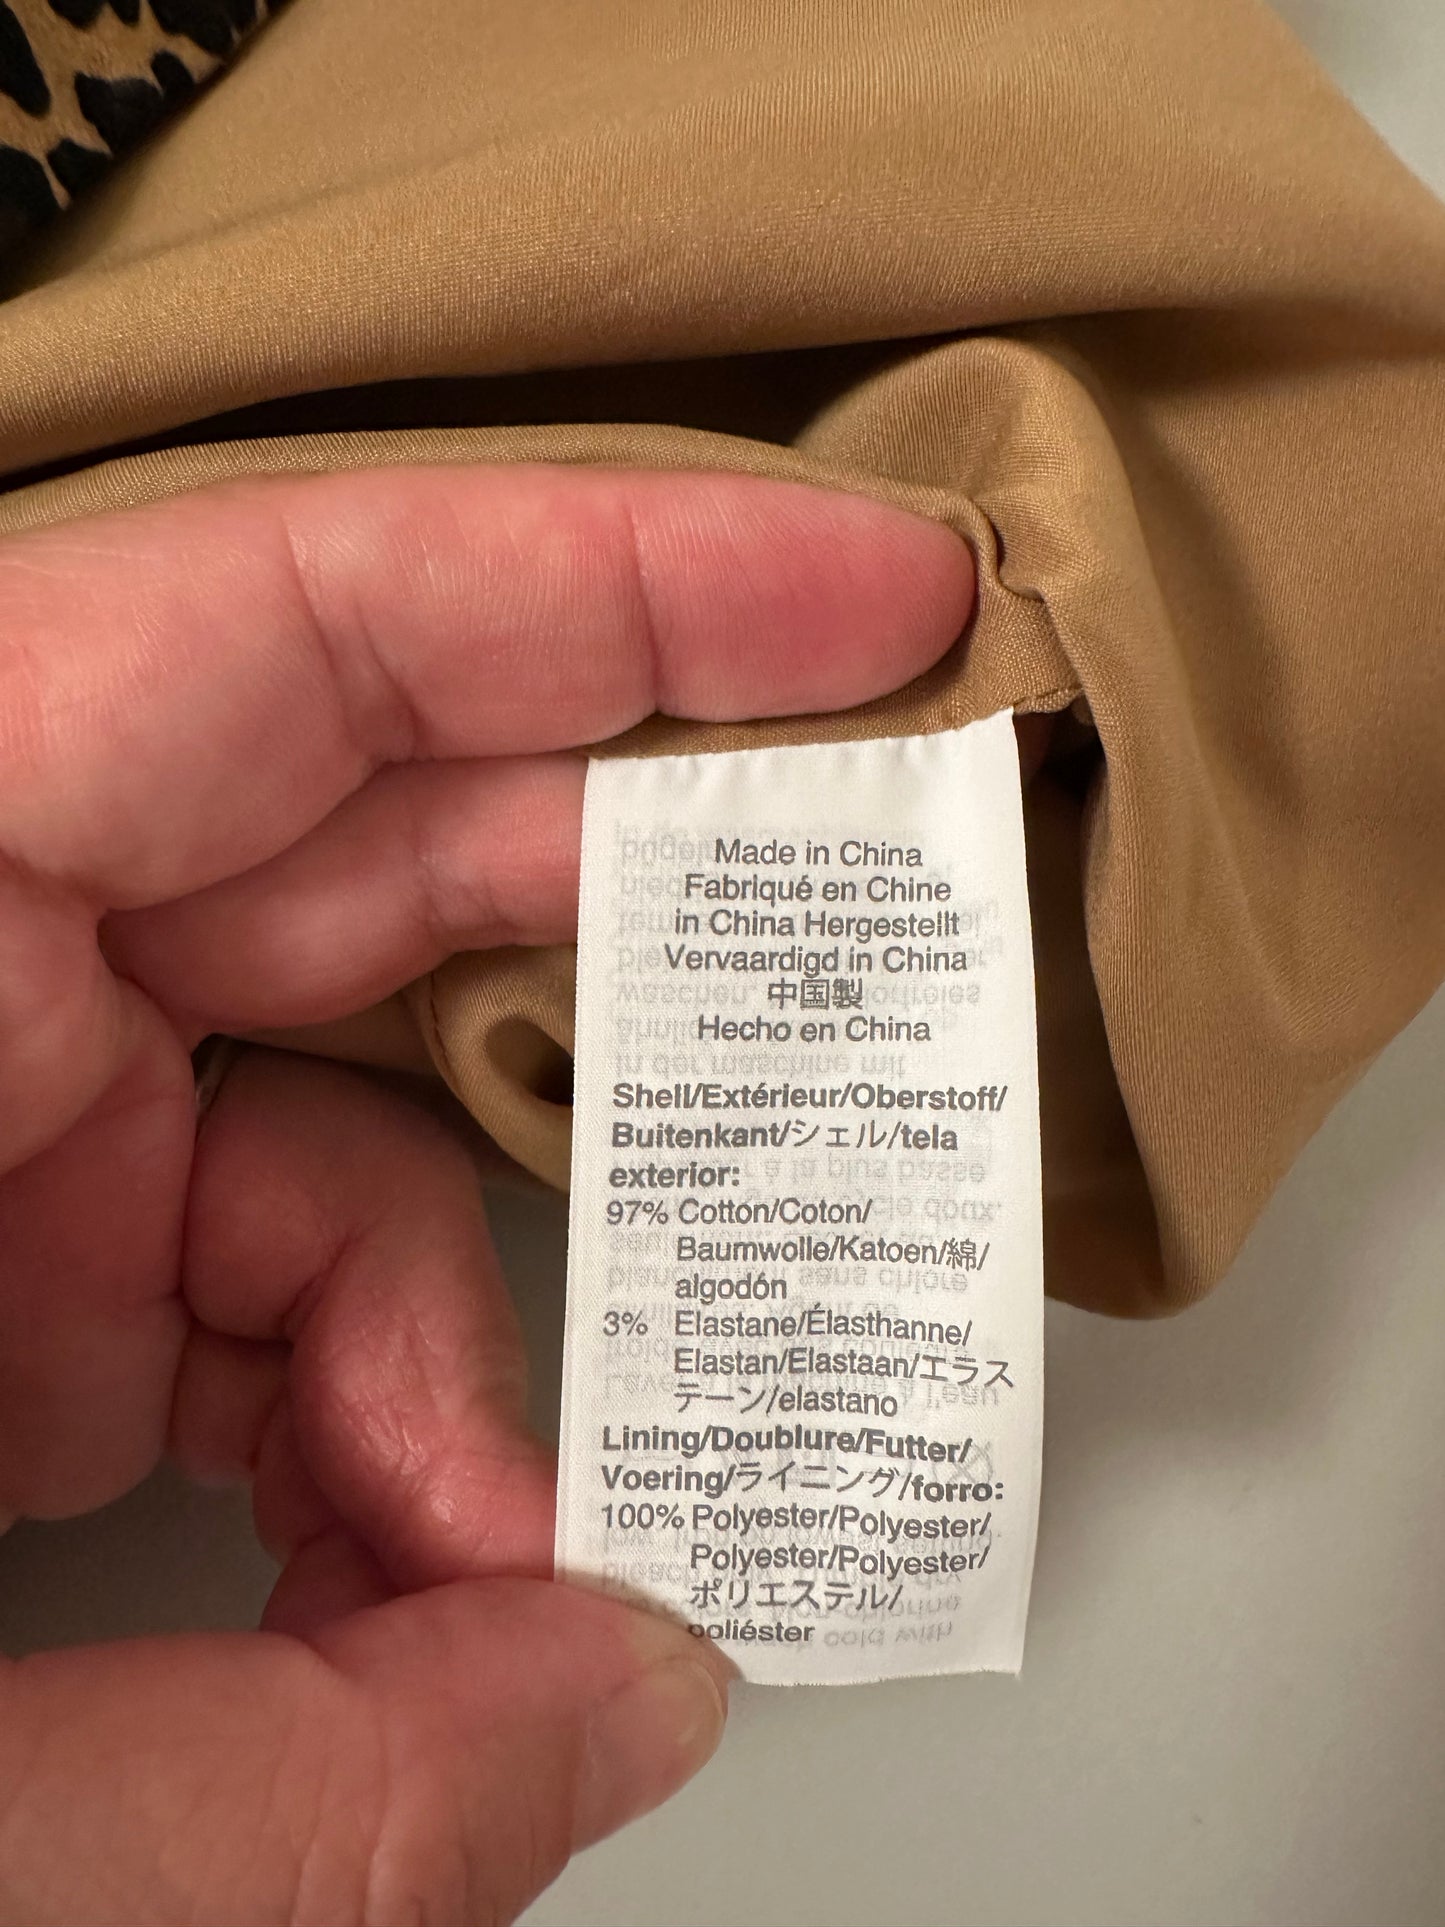 Made in China
Fabriqué en Chine
in China Hergestellt
Vervaardigd in China
中国製
Hecho en China
Shell/Extérieur/Oberstoff/
Buitenkant/シェル/tela
exterior:
97% Cotton/Coton/
Baumwolle/Katoen/綿/
algodón
3% Elastane/Élasthanne/
Elastan/Elastaan/エラス
テーン/elastano
Lining/Doublure/Futter/
Voering/ライニング/forro:
100% Polyester/Polyester/
Polyester/Polyester/
ポリエステル/
poliéster